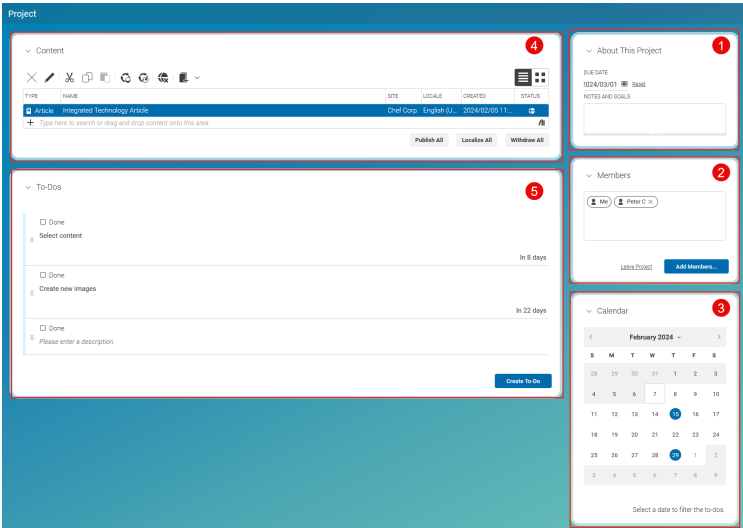 Project
Content
4
TYPE NAME SITE LOCALE CREATED STATUS
Article Integrated Technology Article Chef Corp. English (U... 2024/02/05 11:...
Type here to search or drag and drop content onto this area
Publish All Localize All Withdraw All
To-Dos
5
Done
Select content
In 8 days
Done
Create new images
In 22 days
Done
Please enter a description.
Create To-Do
About This Project
1
DUE DATE
2024/03/01 Reset
NOTES AND GOALS
Members
2
Me Peter C
Leave Project Add Members...
Calendar
3
February 2024
S M T W T F S
28 29 30 31 1 2 3
4 5 6 7 8 9 10
11 12 13 14 15 16 17
18 19 20 21 22 23 24
25 26 27 28 29 1 2
3 4 5 6 7 8 9
Select a date to filter the to-dos.